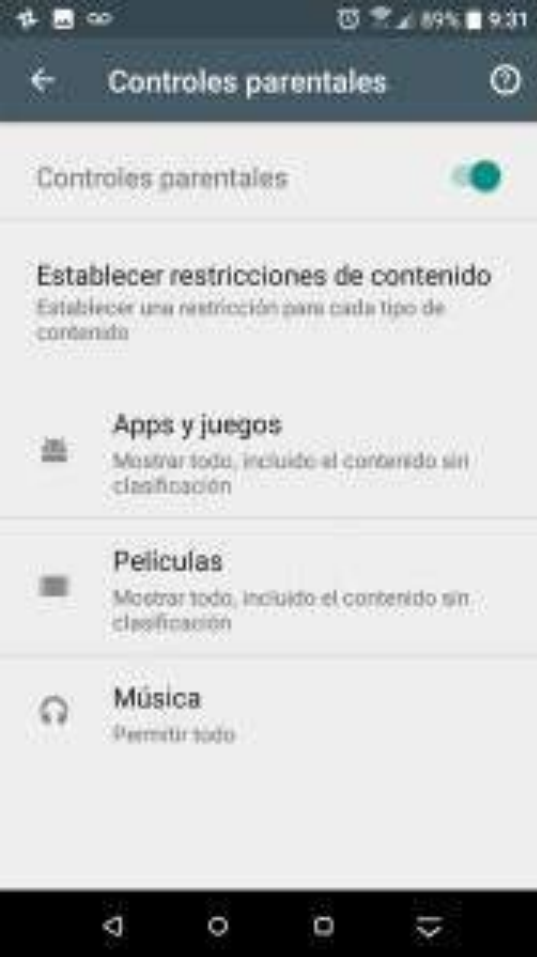 89% 9:31
Controles parentales
Controles parentales
Establecer restricciones de contenido
Establecer una restricción para cada tipo de
contenido
Apps y juegos
Mostrar todo, incluido el contenido sin
clasificación
Películas
Mostrar todo, incluido el contenido sin
clasificación
Música
Permitir todo